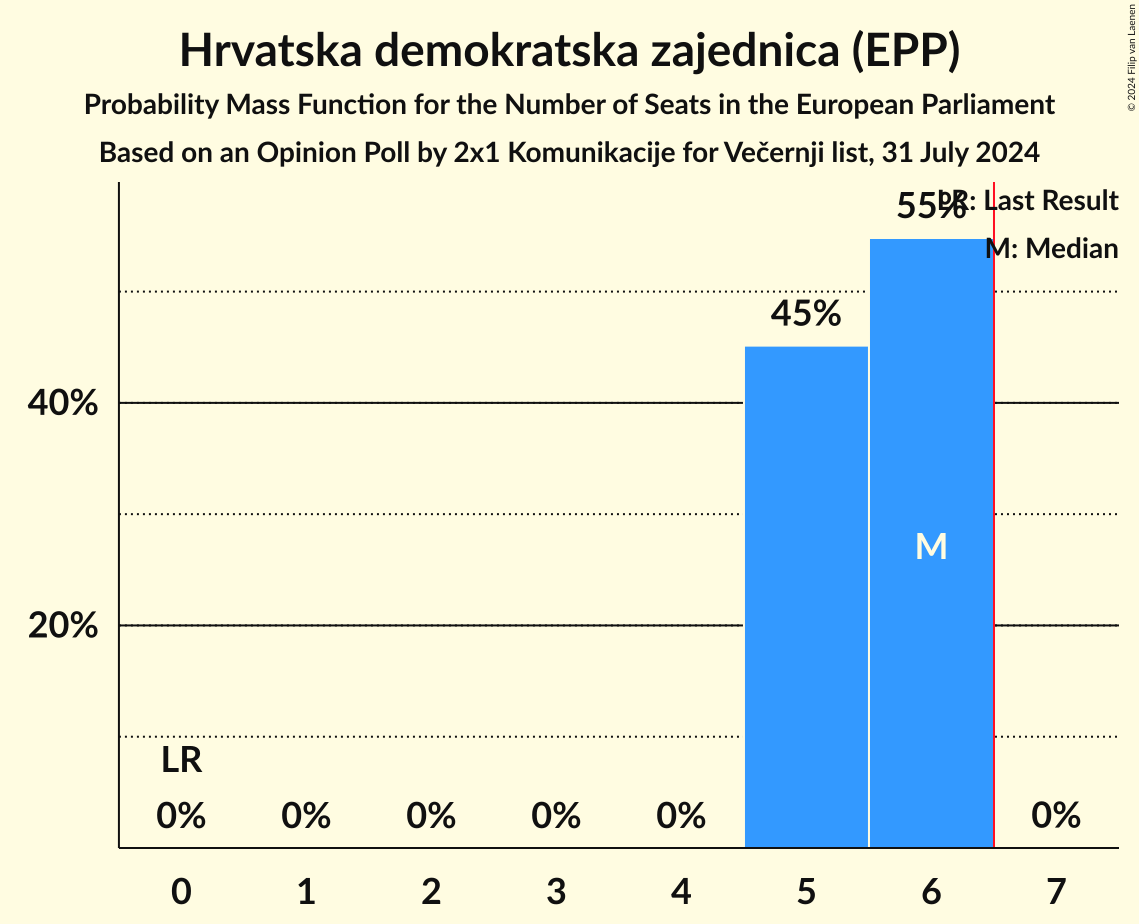 Hrvatska demokratska zajednica (EPP)
Probability Mass Function for the Number of Seats in the European Parliament
Based on an Opinion Poll by 2x1 Komunikacije for Večernji list, 31 July 2024
© 2024 Filip van Laenen
LR: Last Result
M: Median
55%
45%
40%
20%
M
LR
0% 0% 0% 0% 0% 0%
0 1 2 3 4 5 6 7